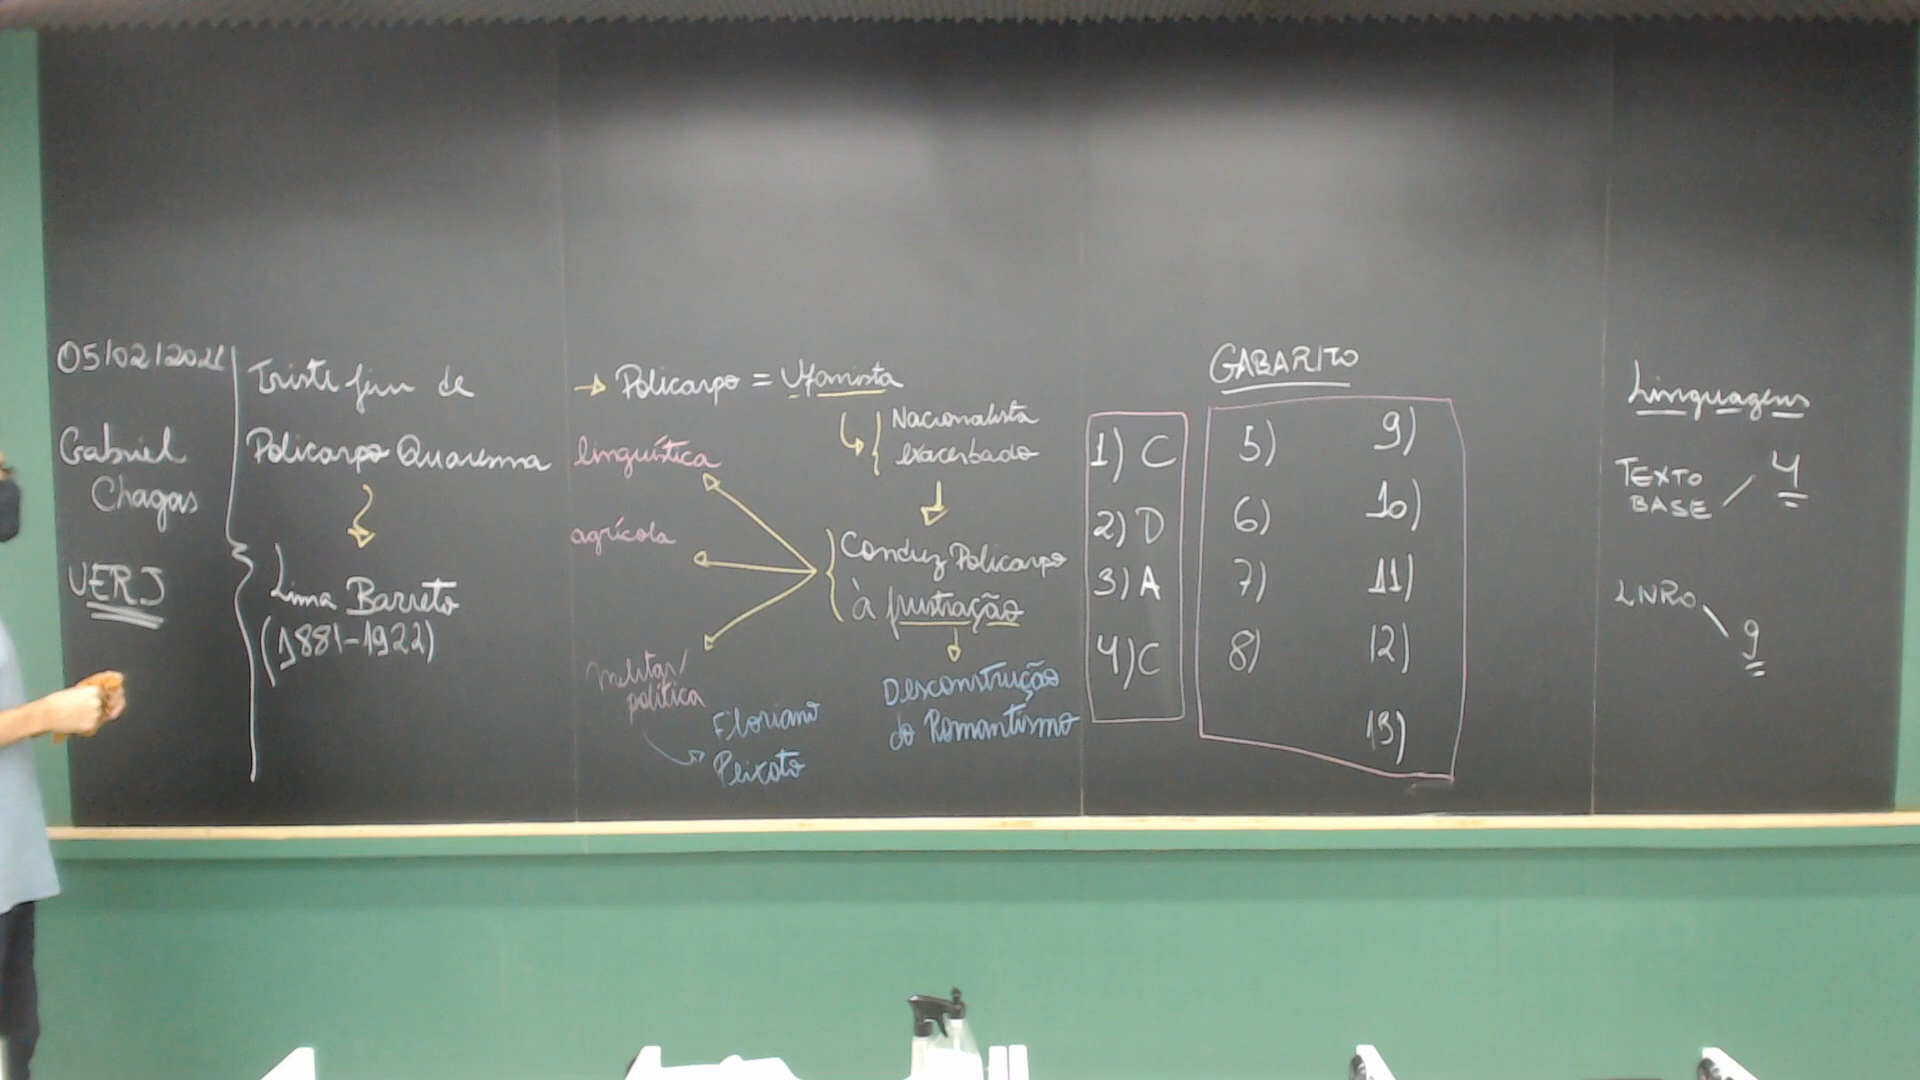 05/02/2021
Gabriel
Chagas
UERJ
Triste fim de
Policarpo Quaresma
Lima Barreto
(1881-1922)
→ Policarpo = Ufanista
Nacionalista
exacerbado
Conduz Policarpo
à frustração
linguística
agrícola
militar/
política
Floriano
Peixoto
Desconstrução
do Romantismo
GABARITO
1) C
2) D
3) A
4) C
5)
6)
7)
8)
9)
10)
11)
12)
13)
Linguagens
TEXTO
BASE
4
LIVRO
9